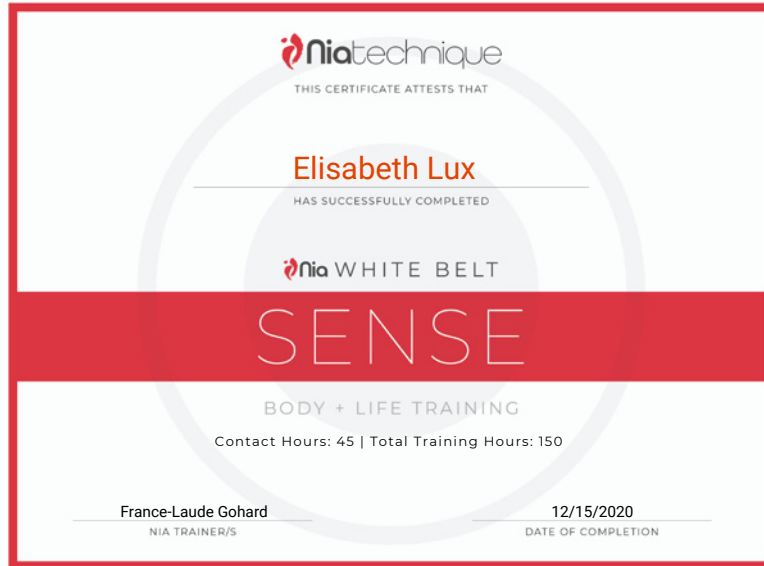 Niatechnique
THIS CERTIFICATE ATTESTS THAT
Elisabeth Lux
HAS SUCCESSFULLY COMPLETED
Nia WHITE BELT
SENSE
BODY + LIFE TRAINING
Contact Hours: 45 | Total Training Hours: 150
France-Laude Gohard 12/15/2020
NIA TRAINER/S DATE OF COMPLETION